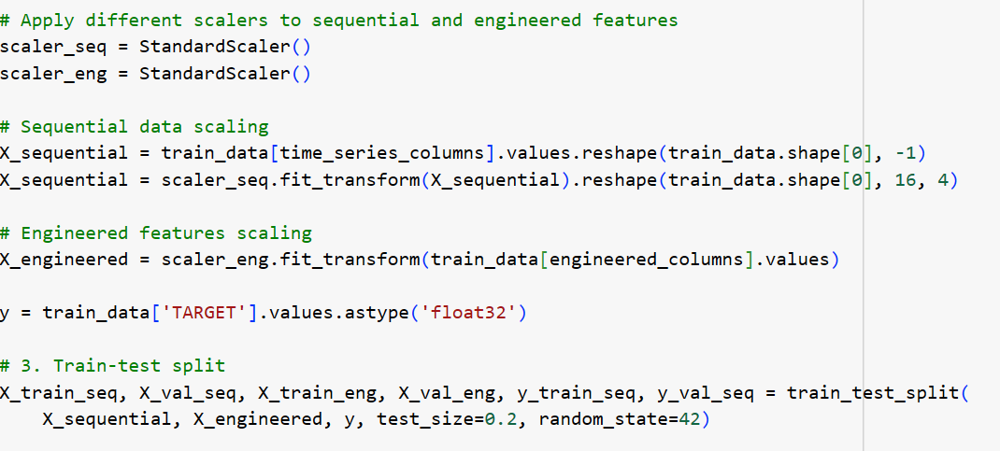 # Apply different scalers to sequential and engineered features
scaler_seq = StandardScaler()
scaler_eng = StandardScaler()
# Sequential data scaling
X_sequential = train_data[time_series_columns].values.reshape(train_data.shape[0], -1)
X_sequential = scaler_seq.fit_transform(X_sequential).reshape(train_data.shape[0], 16, 4)
# Engineered features scaling
X_engineered = scaler_eng.fit_transform(train_data[engineered_columns].values)
y = train_data['TARGET'].values.astype('float32')
# 3. Train-test split
X_train_seq, X_val_seq, X_train_eng, X_val_eng, y_train_seq, y_val_seq = train_test_split(
    X_sequential, X_engineered, y, test_size=0.2, random_state=42)